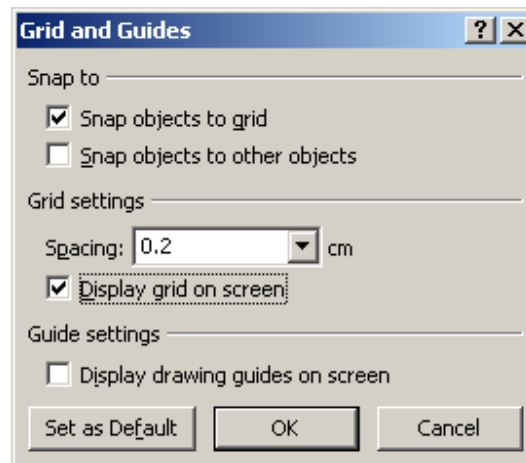 Grid and Guides
Snap to
Snap objects to grid
Snap objects to other objects
Grid settings
Spacing: 0.2 cm
Display grid on screen
Guide settings
Display drawing guides on screen
Set as Default OK Cancel